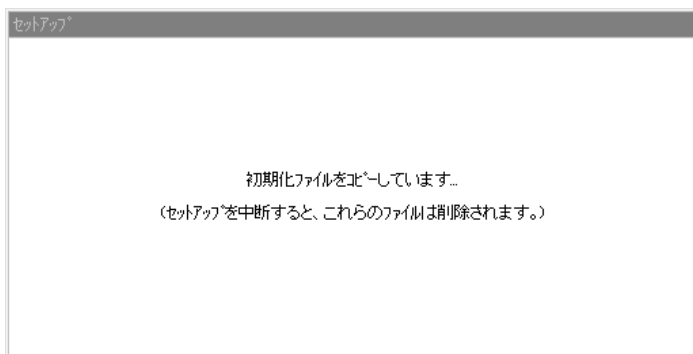 ｾｯﾄｱｯﾌﾟ
初期化ﾌｧｲﾙをｺﾋﾟｰしています...
(ｾｯﾄｱｯﾌﾟを中断すると、これらのﾌｧｲﾙは削除されます。)